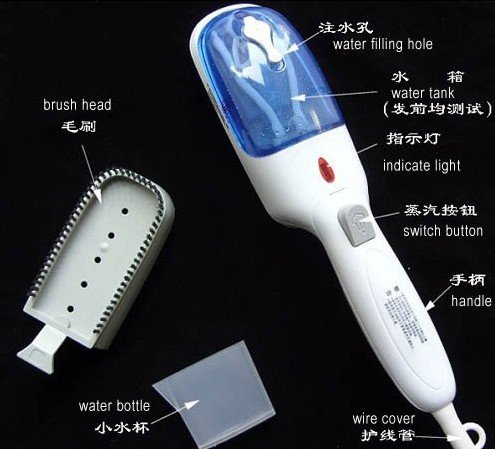 注水孔
water filling hole
水 箱
water tank
(发前均测试)
指示灯
indicate light
蒸汽按钮
switch button
手柄
handle
brush head
毛刷
water bottle
小水杯
wire cover
护线管